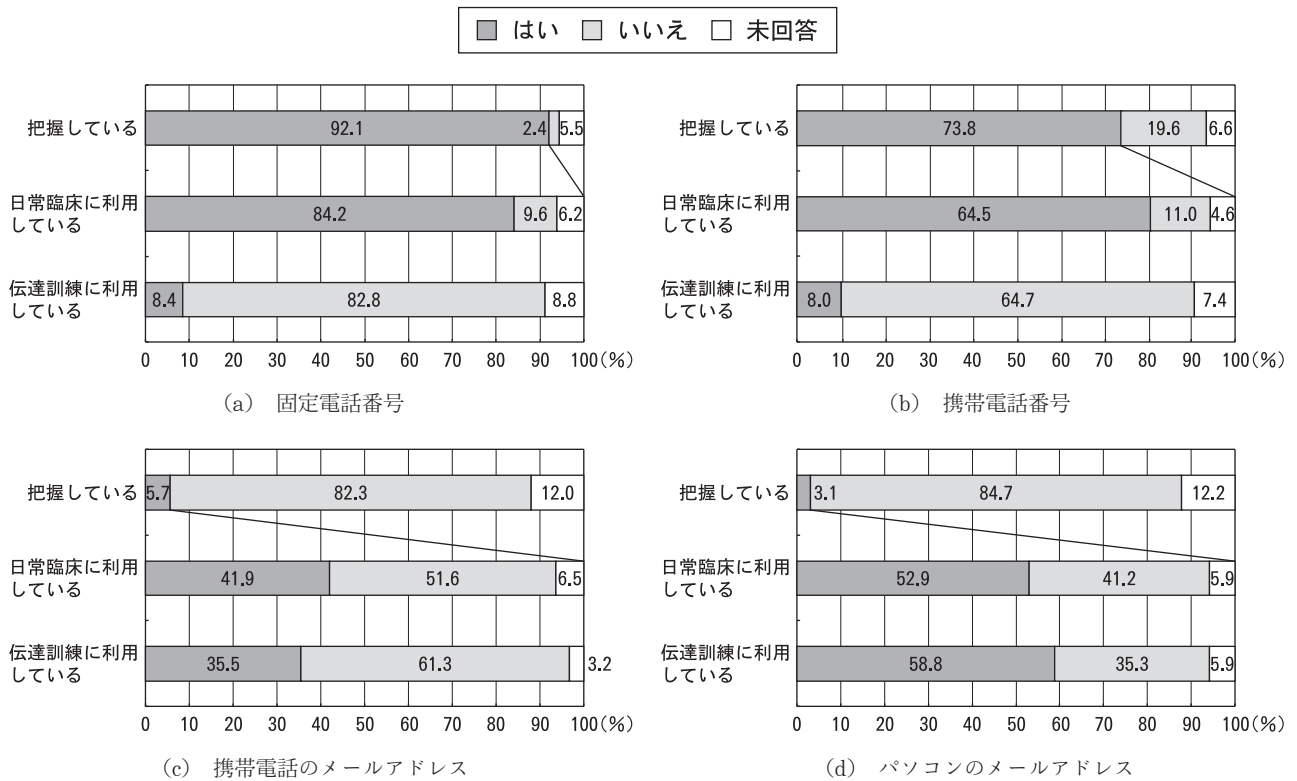 はい いいえ 未回答
把握している 92.1 2.4 5.5
日常臨床に利用
している 84.2 9.6 6.2
伝達訓練に利用
している 8.4 82.8 8.8
0 10 20 30 40 50 60 70 80 90 100(%)
(a) 固定電話番号
把握している 73.8 19.6 6.6
日常臨床に利用
している 64.5 11.0 4.6
伝達訓練に利用
している 8.0 64.7 7.4
0 10 20 30 40 50 60 70 80 90 100(%)
(b) 携帯電話番号
把握している 5.7 82.3 12.0
日常臨床に利用
している 41.9 51.6 6.5
伝達訓練に利用
している 35.5 61.3 3.2
0 10 20 30 40 50 60 70 80 90 100(%)
(c) 携帯電話のメールアドレス
把握している 3.1 84.7 12.2
日常臨床に利用
している 52.9 41.2 5.9
伝達訓練に利用
している 58.8 35.3 5.9
0 10 20 30 40 50 60 70 80 90 100(%)
(d) パソコンのメールアドレス